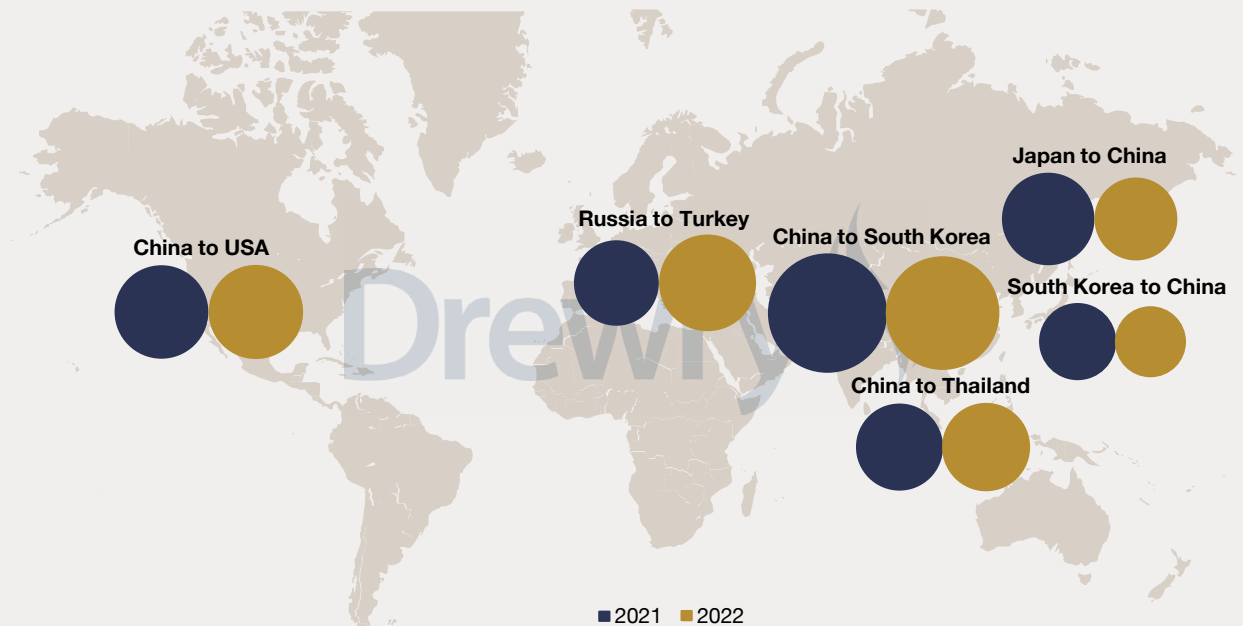 Japan to China
Russia to Turkey
China to South Korea
China to USA
South Korea to China
China to Thailand
Drewry
2021 2022